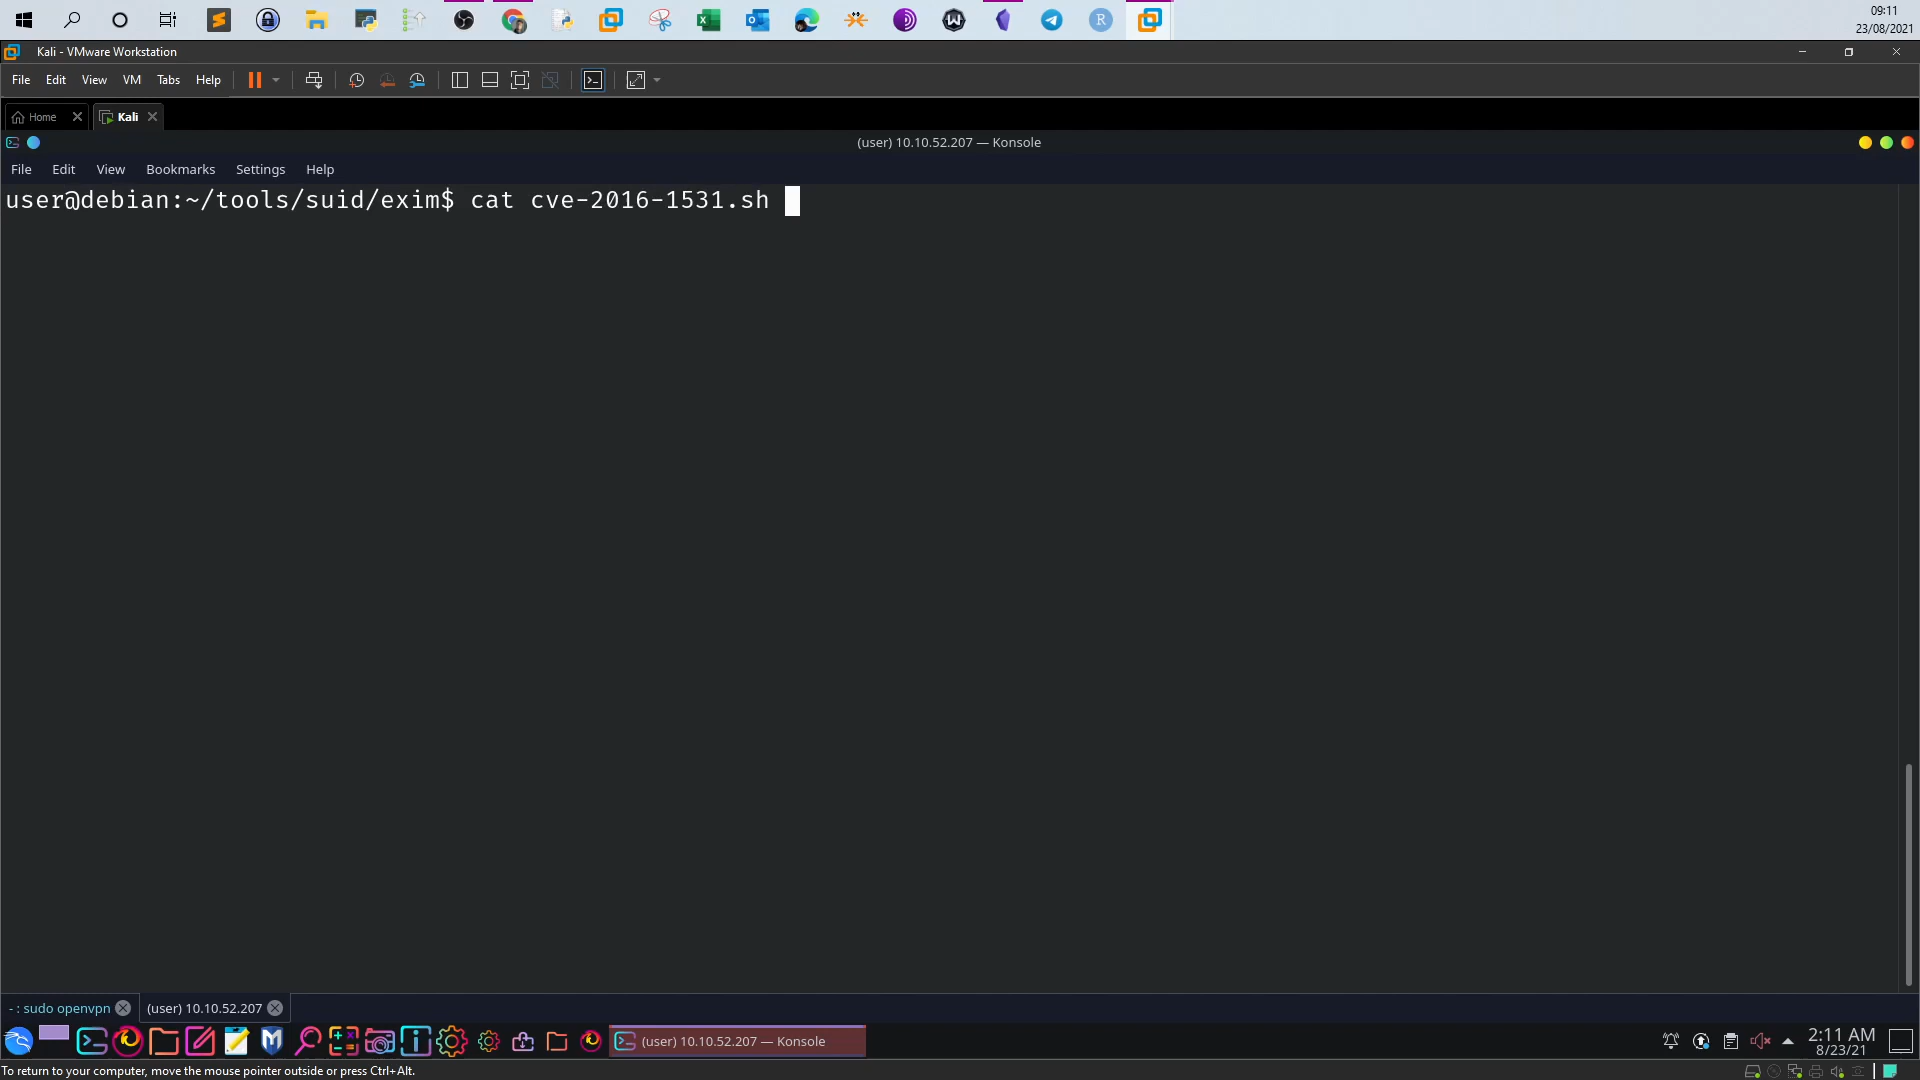 09:11
23/08/2021
Kali - VMware Workstation
File Edit View VM Tabs Help
Home Kali
(user) 10.10.52.207 — Konsole
File Edit View Bookmarks Settings Help
user@debian:~/tools/suid/exim$ cat cve-2016-1531.sh
- : sudo openvpn (user) 10.10.52.207
(user) 10.10.52.207 — Konsole
2:11 AM
8/23/21
To return to your computer, move the mouse pointer outside or press Ctrl+Alt.